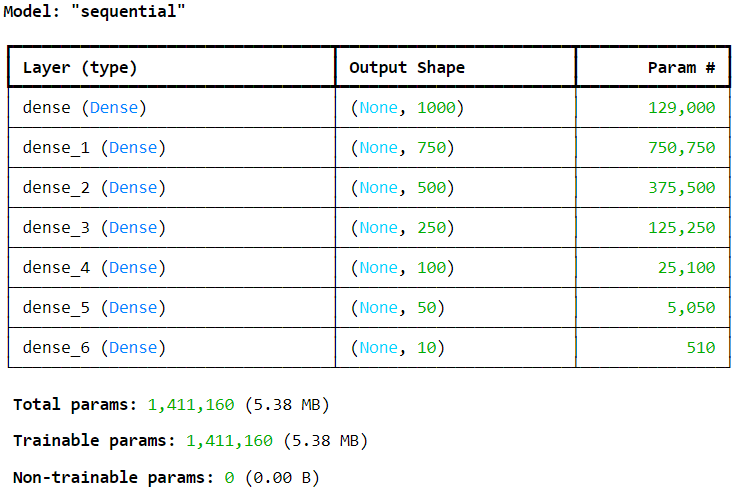 Model: "sequential"
Layer (type) Output Shape Param #
dense (Dense) (None, 1000) 129,000
dense_1 (Dense) (None, 750) 750,750
dense_2 (Dense) (None, 500) 375,500
dense_3 (Dense) (None, 250) 125,250
dense_4 (Dense) (None, 100) 25,100
dense_5 (Dense) (None, 50) 5,050
dense_6 (Dense) (None, 10) 510
Total params: 1,411,160 (5.38 MB)
Trainable params: 1,411,160 (5.38 MB)
Non-trainable params: 0 (0.00 B)